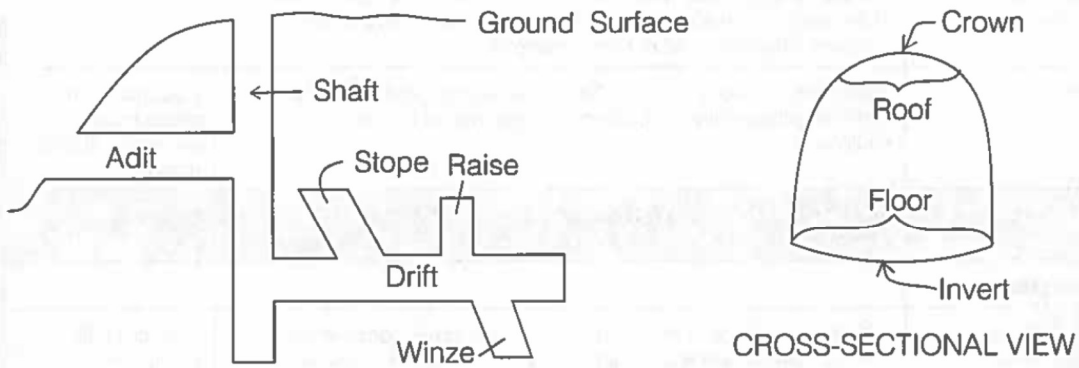 Ground Surface
Shaft
Adit
Stope
Raise
Drift
Winze
Crown
Roof
Floor
Invert
CROSS-SECTIONAL VIEW